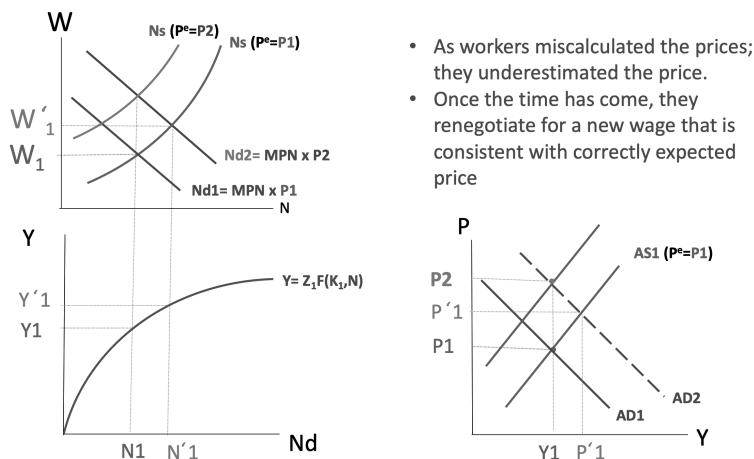 W
Ns (Pᵉ=P2)
Ns (Pᵉ=P1)
W´1
W1
Nd2= MPN x P2
Nd1= MPN x P1
N
• As workers miscalculated the prices;
they underestimated the price.
• Once the time has come, they
renegotiate for a new wage that is
consistent with correctly expected
price
Y
Y= Z₁F(K₁,N)
Y´1
Y1
N1
N´1
Nd
P
AS1 (Pᵉ=P1)
P2
P´1
P1
AD2
AD1
Y1
P´1
Y